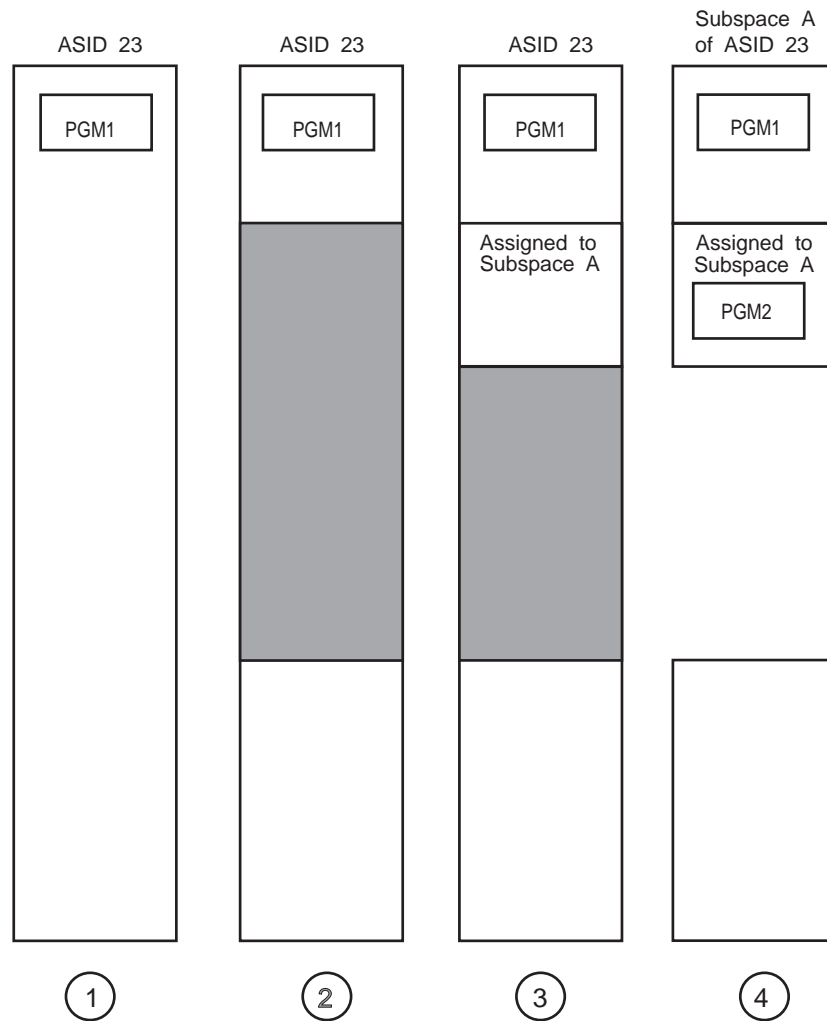 ASID 23
ASID 23
ASID 23
Subspace A
of ASID 23
PGM1
PGM1
PGM1
PGM1
Assigned to
Subspace A
Assigned to
Subspace A
PGM2
1
2
3
4